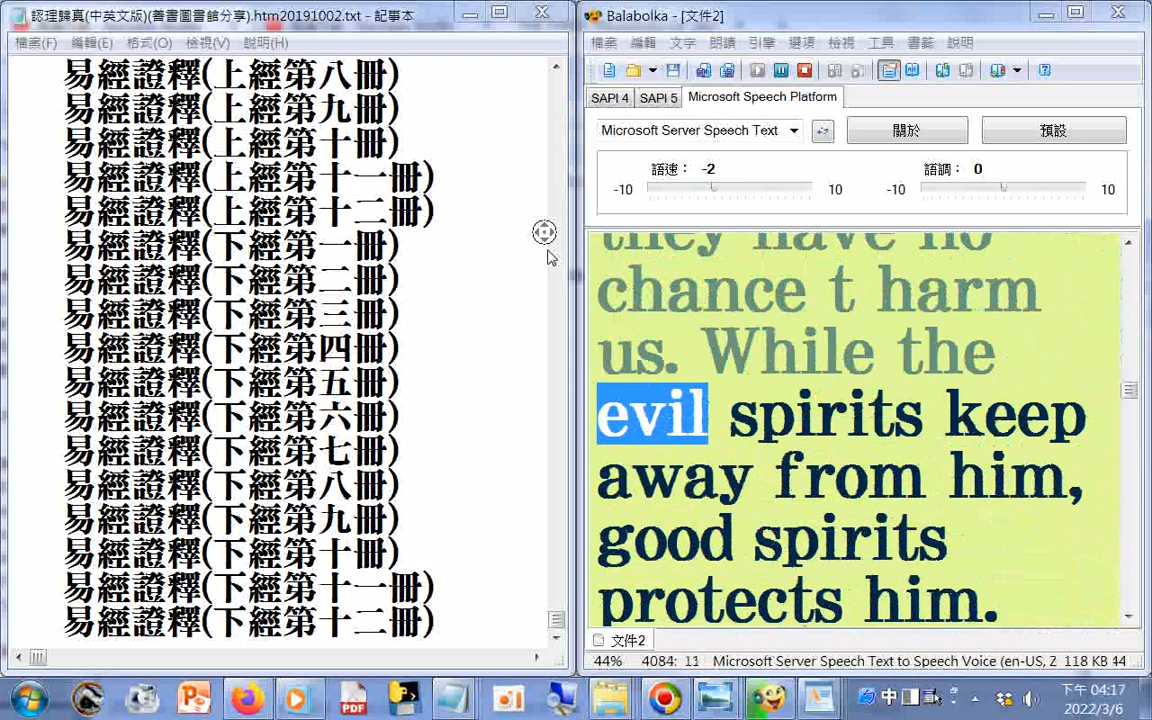 認理歸真(中英文版)(善書圖書館分享).htm20191002.txt - 記事本
檔案(F) 編輯(E) 格式(O) 檢視(V) 說明(H)
易經證釋(上經第八冊)
易經證釋(上經第九冊)
易經證釋(上經第十冊)
易經證釋(上經第十一冊)
易經證釋(上經第十二冊)
易經證釋(下經第一冊)
易經證釋(下經第二冊)
易經證釋(下經第三冊)
易經證釋(下經第四冊)
易經證釋(下經第五冊)
易經證釋(下經第六冊)
易經證釋(下經第七冊)
易經證釋(下經第八冊)
易經證釋(下經第九冊)
易經證釋(下經第十冊)
易經證釋(下經第十一冊)
易經證釋(下經第十二冊)
Balabolka - [文件2]
檔案 編輯 文字 朗讀 引擎 選項 檢視 工具 書籤 說明
SAPI 4 SAPI 5 Microsoft Speech Platform
Microsoft Server Speech Text 關於 預設
語速： -2 語調： 0
-10 10 -10 10
they have no
chance t harm
us. While the
evil spirits keep
away from him,
good spirits
protects him.
文件2
44% 4084: 11 Microsoft Server Speech Text to Speech Voice (en-US, Z 118 KB 44
PDF 中 下午 04:17
2022/3/6